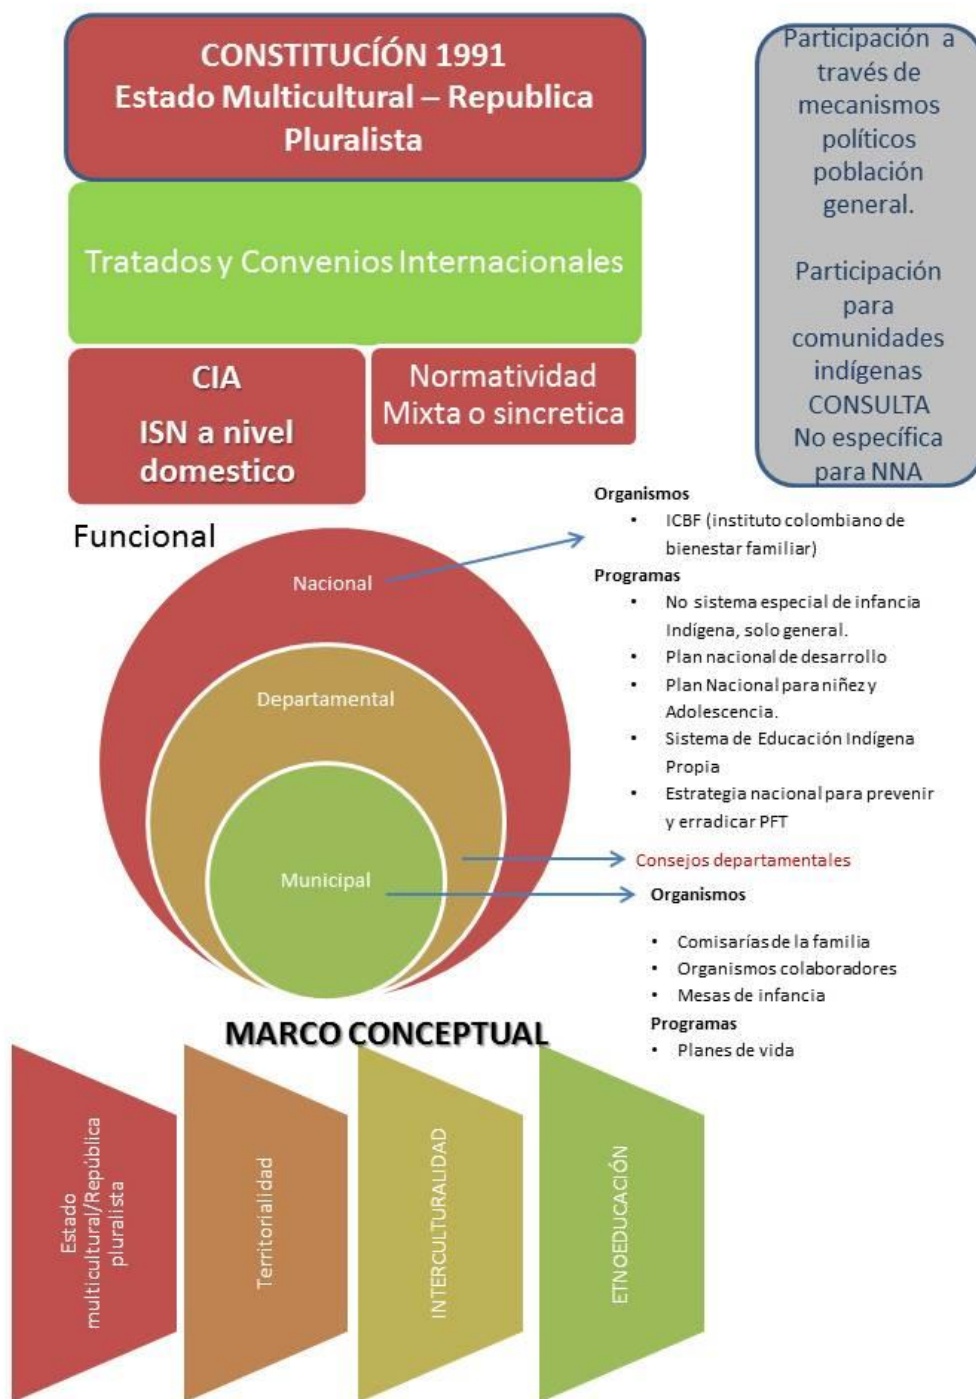 CONSTITUCÍÓN 1991
Estado Multicultural – Republica
Pluralista
Tratados y Convenios Internacionales
CIA
ISN a nivel
domestico
Normatividad
Mixta o sincretica
Participación a
través de
mecanismos
políticos
población
general.
Participación
para
comunidades
indígenas
CONSULTA
No específica
para NNA
Funcional
Nacional
Departamental
Municipal
Organismos
• ICBF (instituto colombiano de
bienestar familiar)
Programas
• No sistema especial de infancia
Indígena, solo general.
• Plan nacional de desarrollo
• Plan Nacional para niñez y
Adolescencia.
• Sistema de Educación Indígena
Propia
• Estrategia nacional para prevenir
y erradicar PFT
Consejos departamentales
Organismos
• Comisarías de la familia
• Organismos colaboradores
• Mesas de infancia
Programas
• Planes de vida
MARCO CONCEPTUAL
Estado
multicultural/República
pluralista
Territorialidad
INTERCULTURALIDAD
ETNOEDUCACIÓN